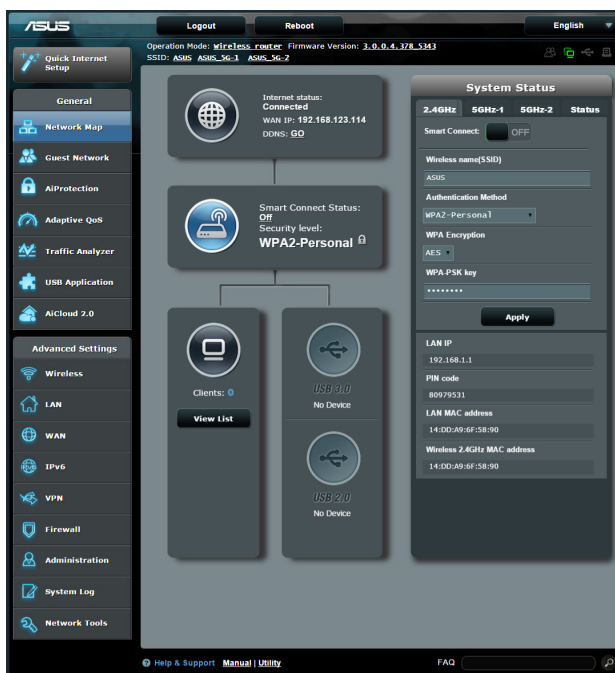 ASUS
Logout
Reboot
English
Quick Internet Setup
Operation Mode: Wireless router Firmware Version: 3.0.0.4.378_5343
SSID: ASUS ASUS_5G-1 ASUS_5G-2
General
Network Map
Guest Network
AiProtection
Adaptive QoS
Traffic Analyzer
USB Application
AiCloud 2.0
Advanced Settings
Wireless
LAN
WAN
IPv6
IPv6
VPN
Firewall
Administration
System Log
Network Tools
Internet status:
Connected
WAN IP: 192.168.123.114
DDNS: GO
Smart Connect Status:
Off
Security level:
WPA2-Personal
Clients: 0
View List
USB 3.0
No Device
USB 2.0
No Device
System Status
2.4GHz 5GHz-1 5GHz-2 Status
Smart Connect: OFF
Wireless name(SSID)
ASUS
Authentication Method
WPA2-Personal
WPA Encryption
AES
WPA-PSK key
••••••••
Apply
LAN IP
192.168.1.1
PIN code
80979531
LAN MAC address
14:DD:A9:6F:58:90
Wireless 2.4GHz MAC address
14:DD:A9:6F:58:90
Help & Support Manual | Utility
FAQ